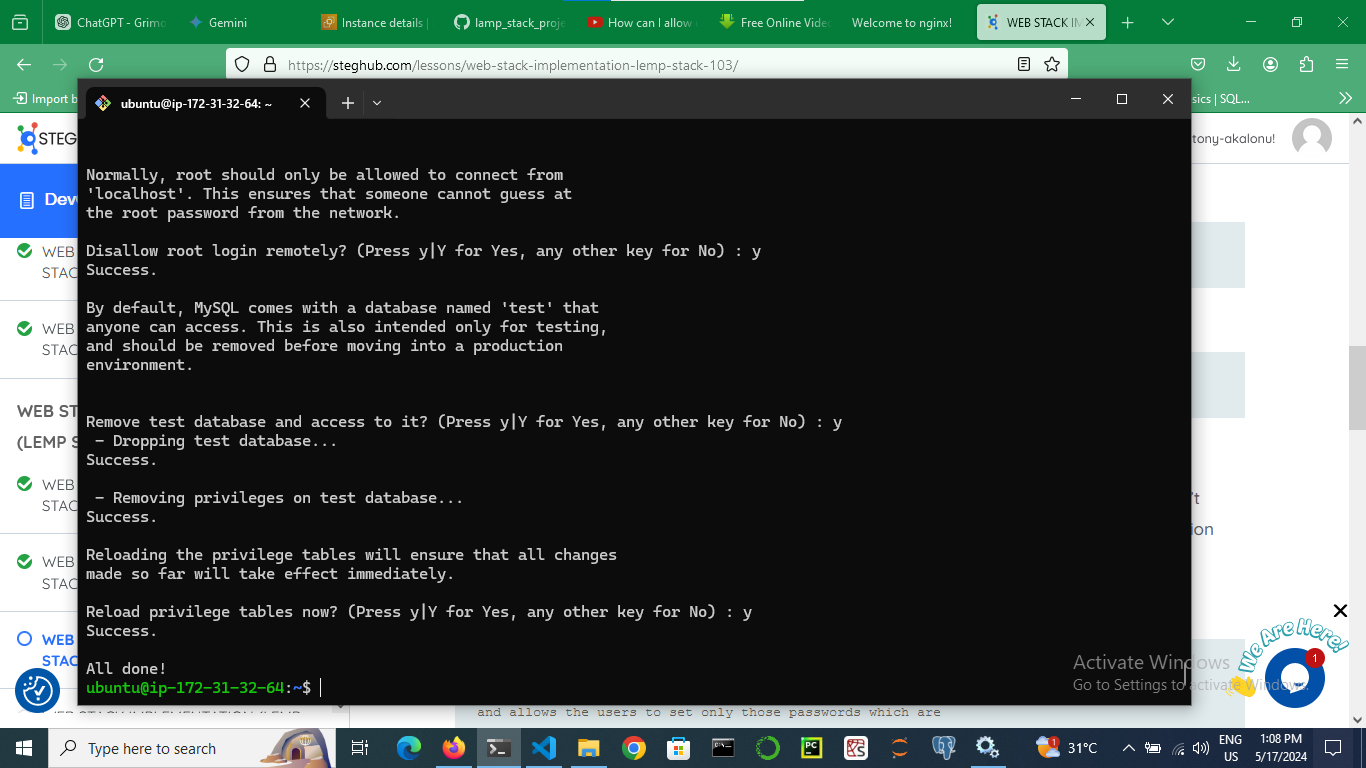 ChatGPT - Grimo
Gemini
Instance details |
lamp_stack_proje
How can I allow
Free Online Vide
Welcome to nginx!
WEB STACK IM
https://steghub.com/lessons/web-stack-implementation-lemp-stack-103/
Import b
sics | SQL...
ubuntu@ip-172-31-32-64: ~
STEG
tony-akalonu!
Dev
WEB
STAC
WEB
STAC
WEB ST
(LEMP S
WEB
STAC
WEB
STAC
WEB
STAC
WEB STACK IMPLEMENTATION (LEMP
Normally, root should only be allowed to connect from
'localhost'. This ensures that someone cannot guess at
the root password from the network.
Disallow root login remotely? (Press y|Y for Yes, any other key for No) : y
Success.
By default, MySQL comes with a database named 'test' that
anyone can access. This is also intended only for testing,
and should be removed before moving into a production
environment.
Remove test database and access to it? (Press y|Y for Yes, any other key for No) : y
- Dropping test database...
Success.
- Removing privileges on test database...
Success.
Reloading the privilege tables will ensure that all changes
made so far will take effect immediately.
Reload privilege tables now? (Press y|Y for Yes, any other key for No) : y
Success.
All done!
ubuntu@ip-172-31-32-64:~$
't
ion
We Are Here!
1
Activate Windows
Go to Settings to activate Windows.
and allows the users to set only those passwords which are
Type here to search
PC
1
31°C
ENG
US
1:08 PM
5/17/2024